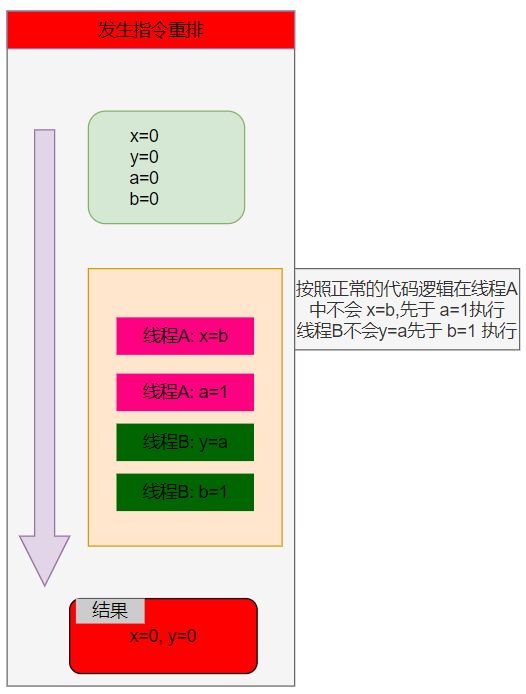 发生指令重排
x=0
y=0
a=0
b=0
按照正常的代码逻辑在线程A
中不会 x=b,先于 a=1执行
线程B不会y=a先于 b=1 执行
线程A: x=b
线程A: a=1
线程B: y=a
线程B: b=1
结果
x=0, y=0